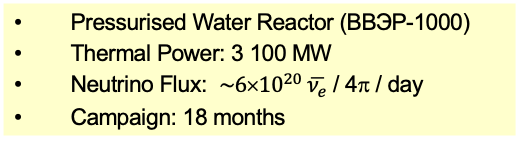 • Pressurised Water Reactor (ВВЭР-1000)
• Thermal Power: 3 100 MW
• Neutrino Flux: ~6×10²⁰ ν̅ₑ / 4π / day
• Campaign: 18 months